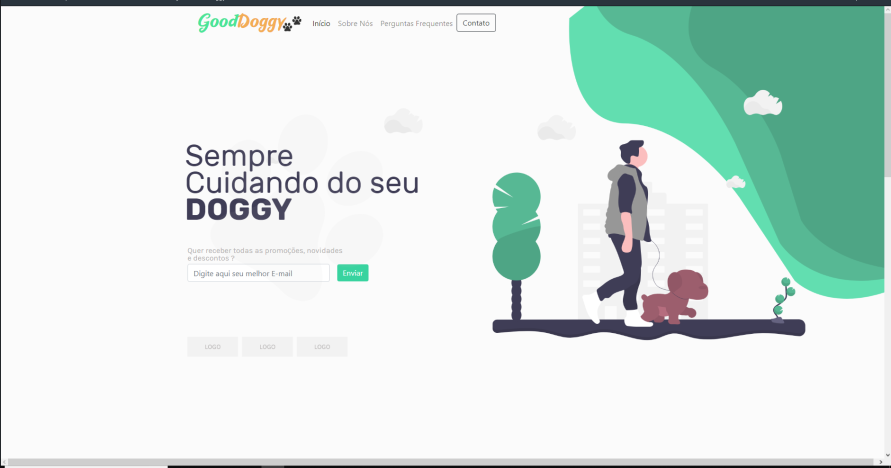 GoodDoggy Início Sobre Nós Perguntas Frequentes Contato
Sempre
Cuidando do seu
DOGGY
Quer receber todas as promoções, novidades
e descontos ?
Digite aqui seu melhor E-mail Enviar
LOGO LOGO LOGO